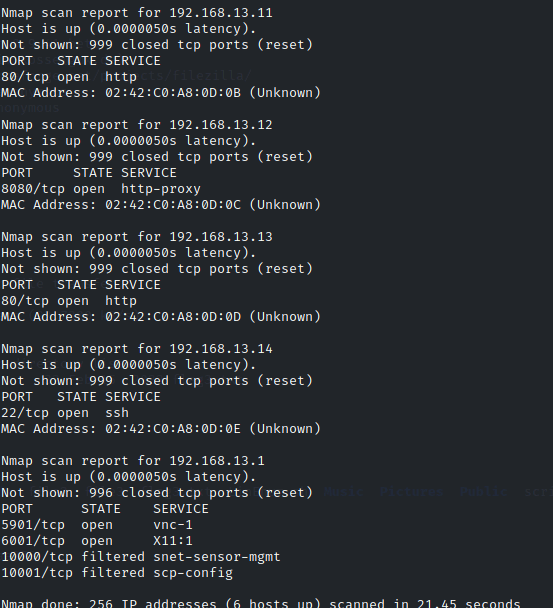 Nmap scan report for 192.168.13.11
Host is up (0.0000050s latency).
Not shown: 999 closed tcp ports (reset)
PORT   STATE SERVICE
80/tcp open  http
MAC Address: 02:42:C0:A8:0D:0B (Unknown)

Nmap scan report for 192.168.13.12
Host is up (0.0000050s latency).
Not shown: 999 closed tcp ports (reset)
PORT     STATE SERVICE
8080/tcp open  http-proxy
MAC Address: 02:42:C0:A8:0D:0C (Unknown)

Nmap scan report for 192.168.13.13
Host is up (0.0000050s latency).
Not shown: 999 closed tcp ports (reset)
PORT   STATE SERVICE
80/tcp open  http
MAC Address: 02:42:C0:A8:0D:0D (Unknown)

Nmap scan report for 192.168.13.14
Host is up (0.0000050s latency).
Not shown: 999 closed tcp ports (reset)
PORT   STATE SERVICE
22/tcp open  ssh
MAC Address: 02:42:C0:A8:0D:0E (Unknown)

Nmap scan report for 192.168.13.1
Host is up (0.0000050s latency).
Not shown: 996 closed tcp ports (reset)
PORT      STATE    SERVICE
5901/tcp  open     vnc-1
6001/tcp  open     X11:1
10000/tcp filtered snet-sensor-mgmt
10001/tcp filtered scp-config

Nmap done: 256 IP addresses (6 hosts up) scanned in 21.45 seconds